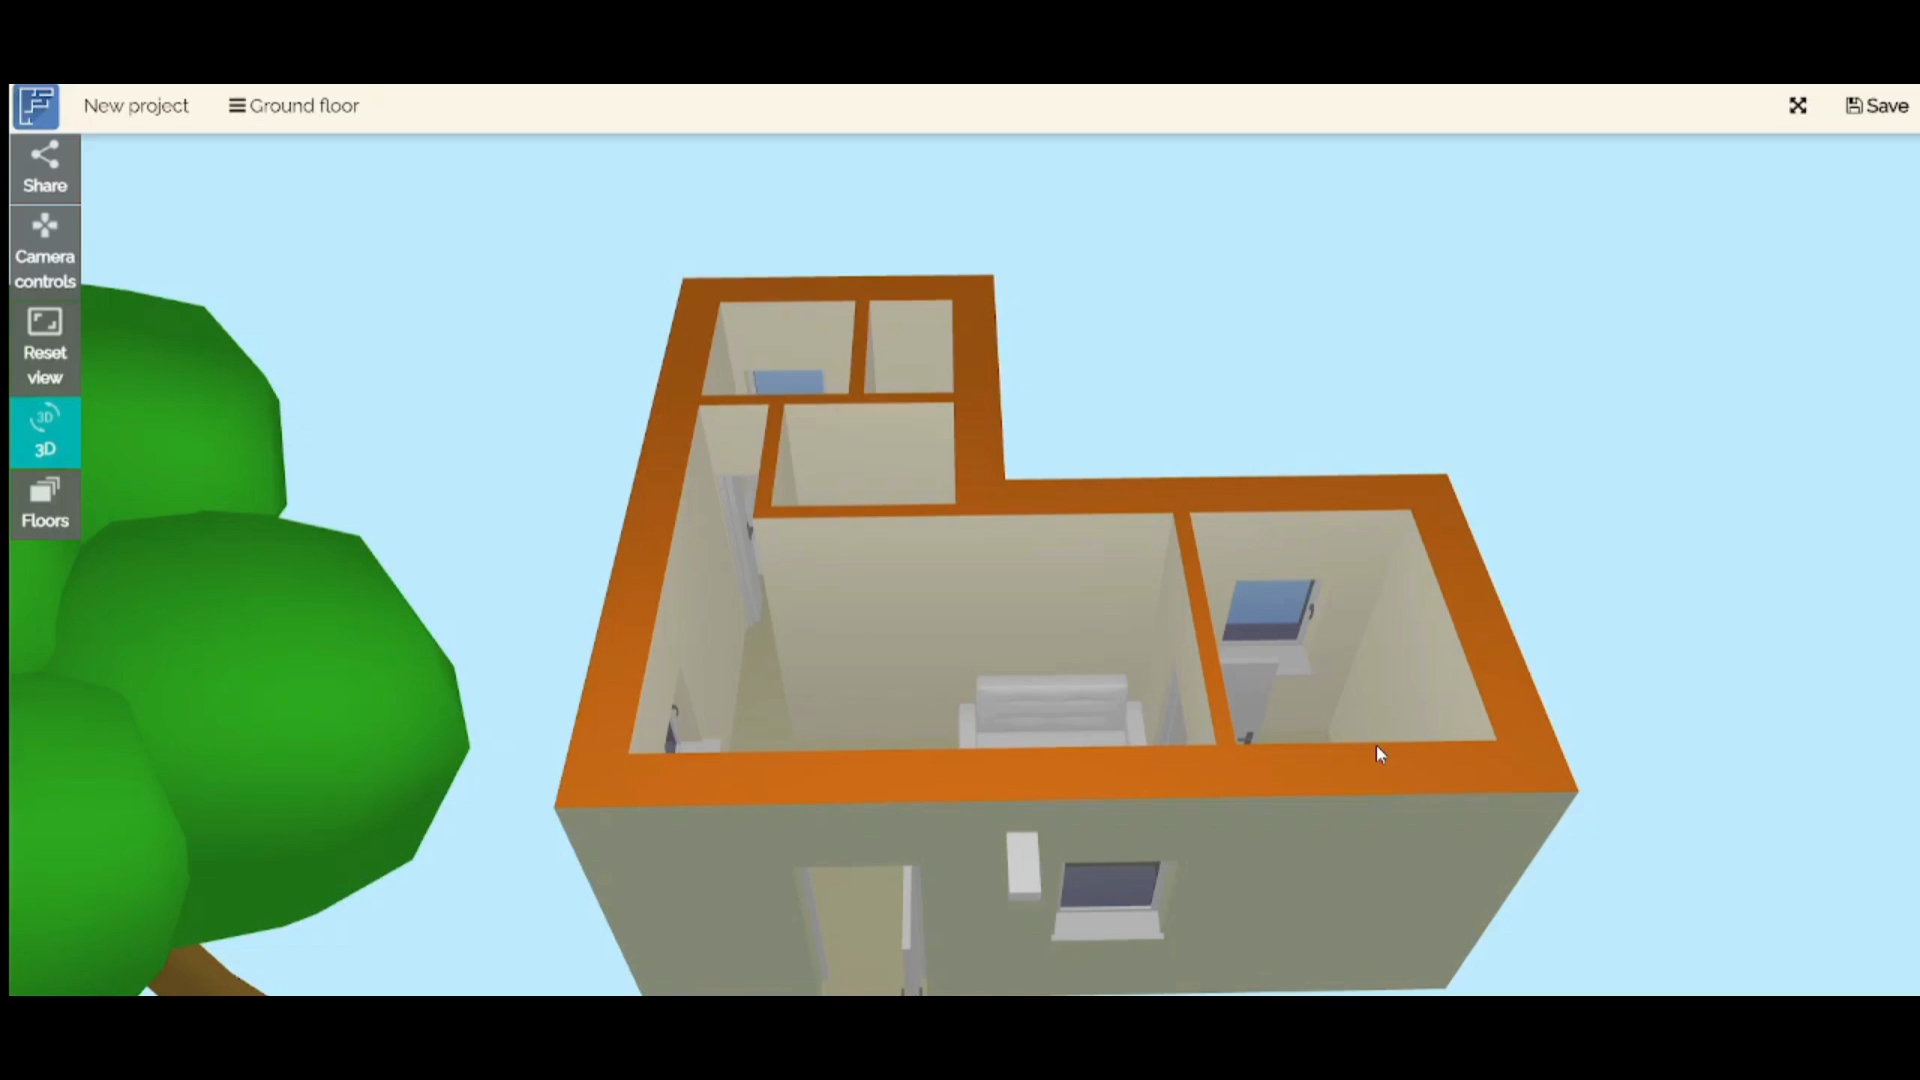 New project
Ground floor
Save
Share
Camera
controls
Reset
view
3D
3D
Floors